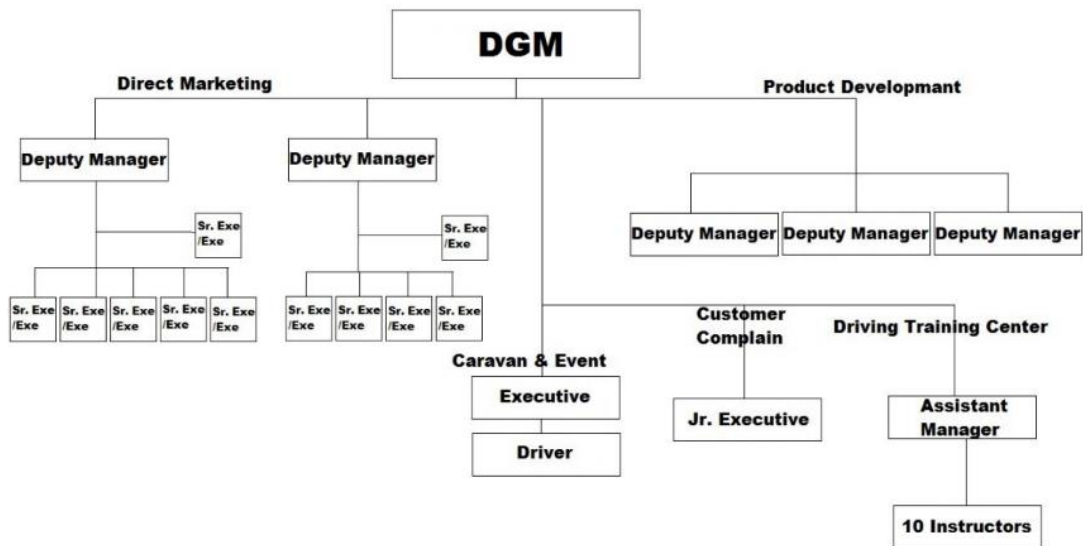 DGM
Direct Marketing
Product Developmant
Deputy Manager
Deputy Manager
Sr. Exe
/Exe
Sr. Exe
/Exe
Deputy Manager
Deputy Manager
Deputy Manager
Sr. Exe
/Exe
Sr. Exe
/Exe
Sr. Exe
/Exe
Sr. Exe
/Exe
Sr. Exe
/Exe
Sr. Exe
/Exe
Sr. Exe
/Exe
Sr. Exe
/Exe
Sr. Exe
/Exe
Customer
Complain
Driving Training Center
Caravan & Event
Executive
Driver
Jr. Executive
Assistant
Manager
10 Instructors